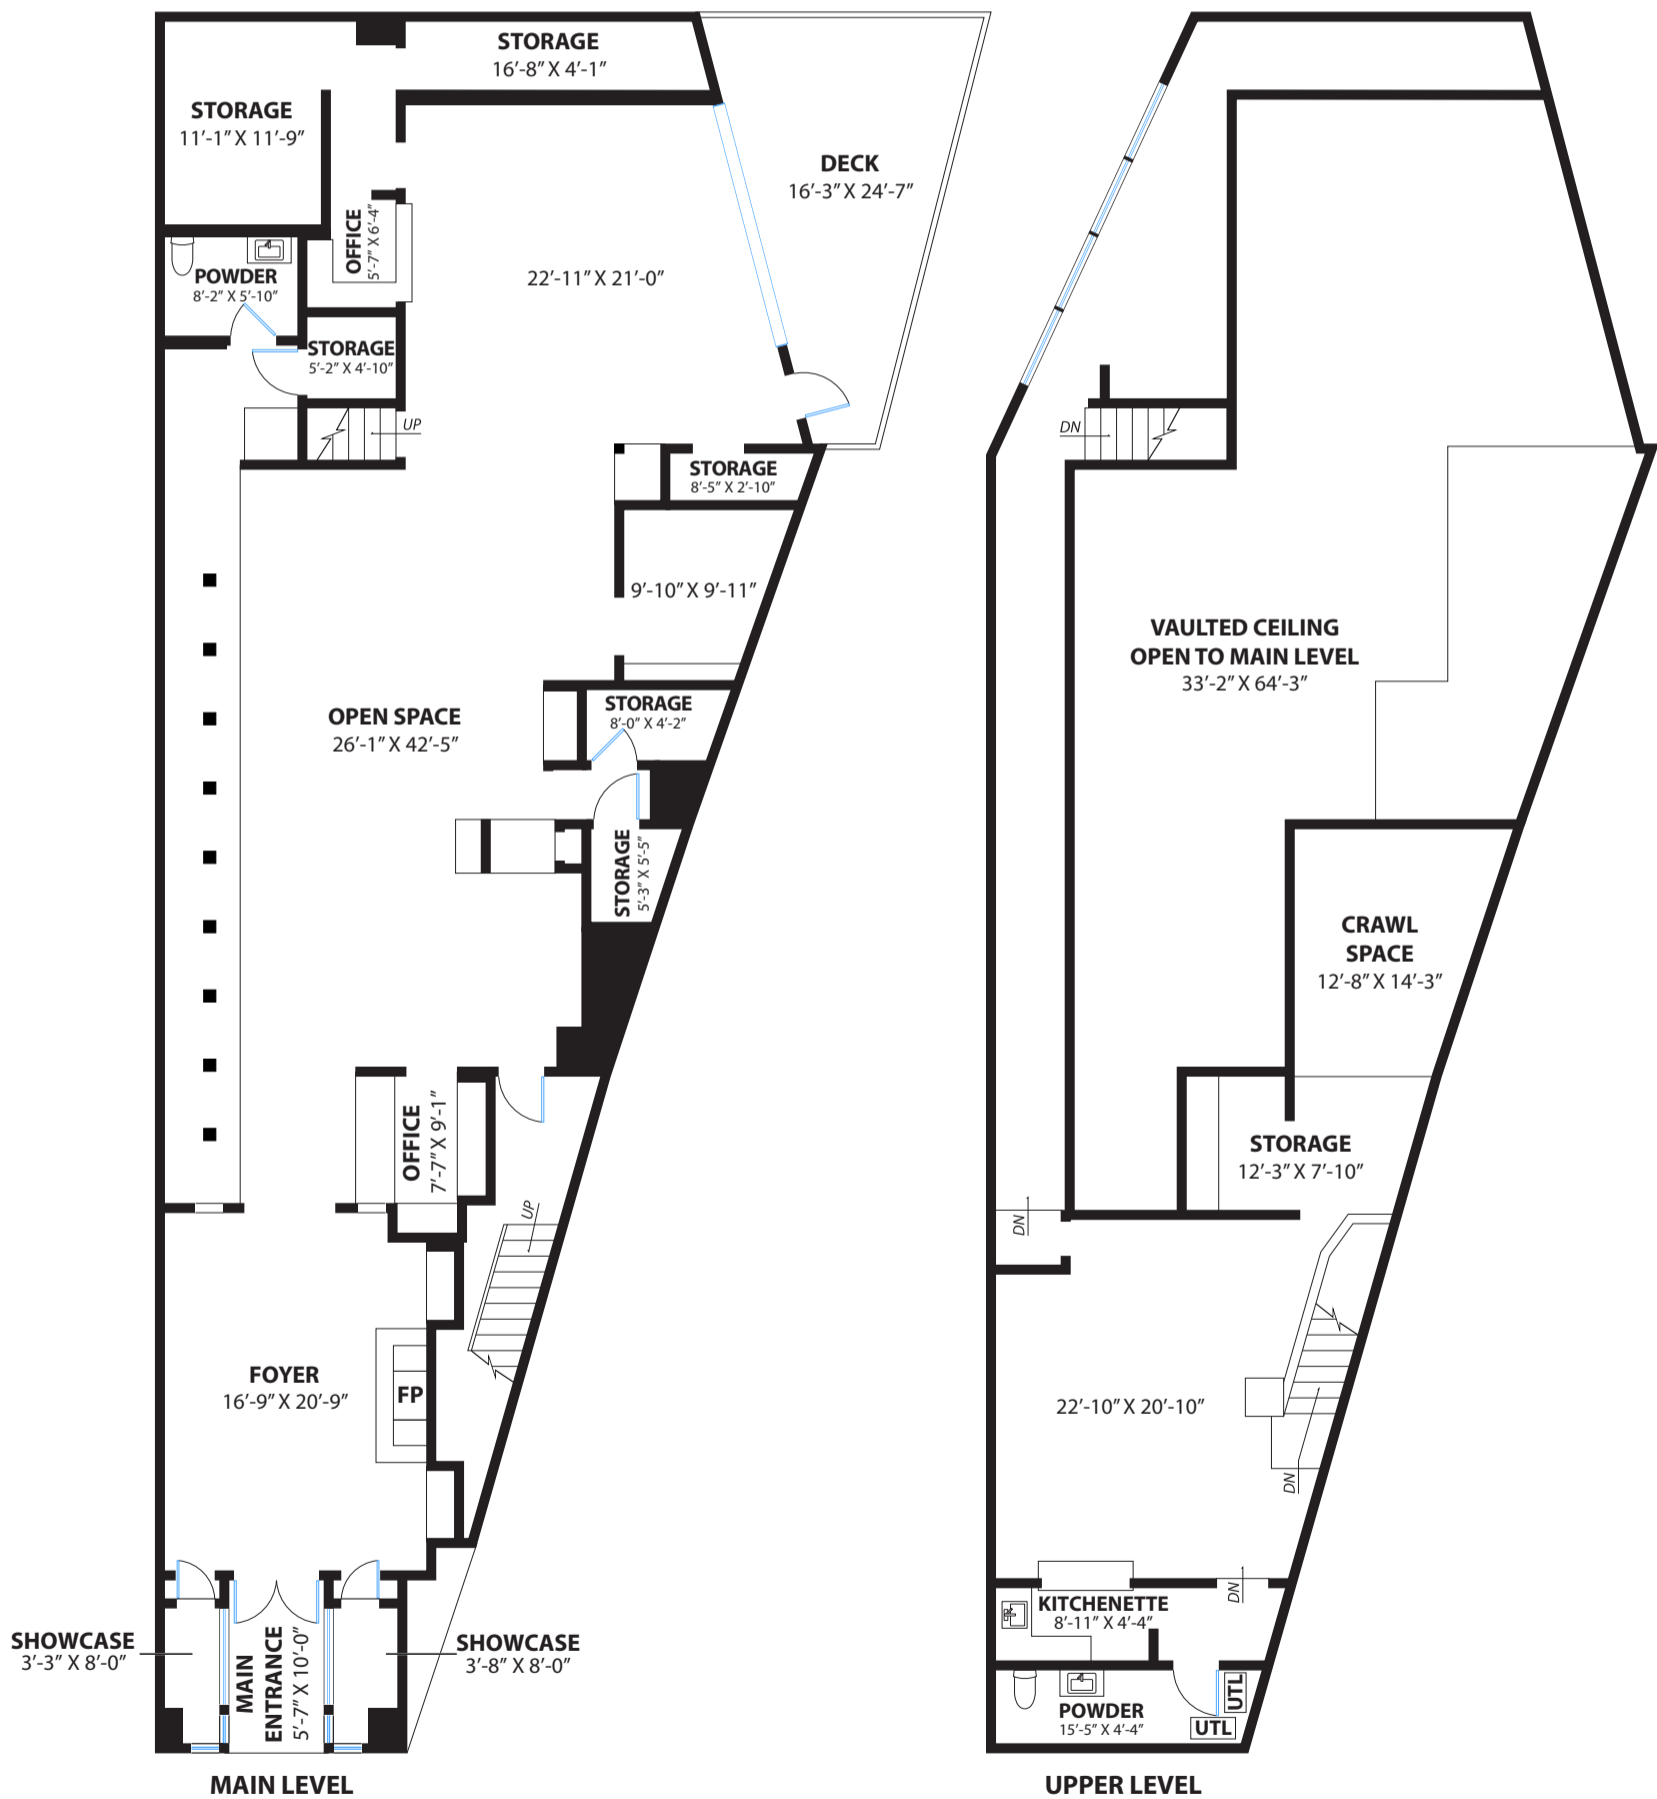 STORAGE
16’-8” X 4’-1”
STORAGE
11’-1” X 11’-9”
DECK
16’-3” X 24’-7”
OFFICE
5’-7” X 6’-4”
POWDER
8’-2” X 5’-10”
22’-11” X 21’-0”
STORAGE
5’-2” X 4’-10”
UP
STORAGE
8’-5” X 2’-10”
9’-10” X 9’-11”
STORAGE
8’-0” X 4’-2”
OPEN SPACE
26’-1” X 42’-5”
STORAGE
5’-3” X 5’-5”
OFFICE
7’-7” X 9’-1”
UP
FOYER
16’-9” X 20’-9”
FP
SHOWCASE
3’-3” X 8’-0”
MAIN
ENTRANCE
5’-7” X 10’-0”
SHOWCASE
3’-8” X 8’-0”
MAIN LEVEL
DN
VAULTED CEILING
OPEN TO MAIN LEVEL
33’-2” X 64’-3”
CRAWL
SPACE
12’-8” X 14’-3”
STORAGE
12’-3” X 7’-10”
DN
22’-10” X 20’-10”
DN
DN
KITCHENETTE
8’-11” X 4’-4”
POWDER
15’-5” X 4’-4”
UTL
UTL
UPPER LEVEL